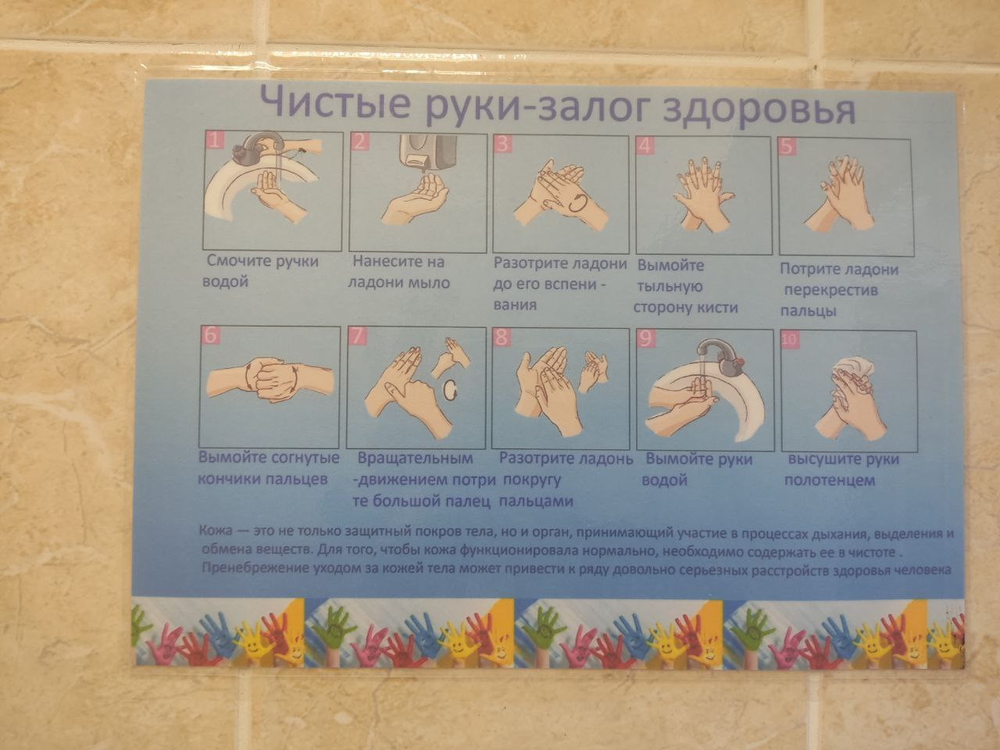 Чистые руки-залог здоровья
1
2
3
4
5
Смочите ручки
водой
Нанесите на
ладони мыло
Разотрите ладони
до его вспени -
вания
Вымойте
тыльную
сторону кисти
Потрите ладони
перекрестив
пальцы
6
7
8
9
10
Вымойте согнутые
кончики пальцев
Вращательным
-движением потри
те большой палец
Разотрите ладонь
покругу
пальцами
Вымойте руки
водой
высушите руки
полотенцем
Кожа — это не только защитный покров тела, но и орган, принимающий участие в процессах дыхания, выделения и
обмена веществ. Для того, чтобы кожа функционировала нормально, необходимо содержать ее в чистоте .
Пренебрежение уходом за кожей тела может привести к ряду довольно серьезных расстройств здоровья человека